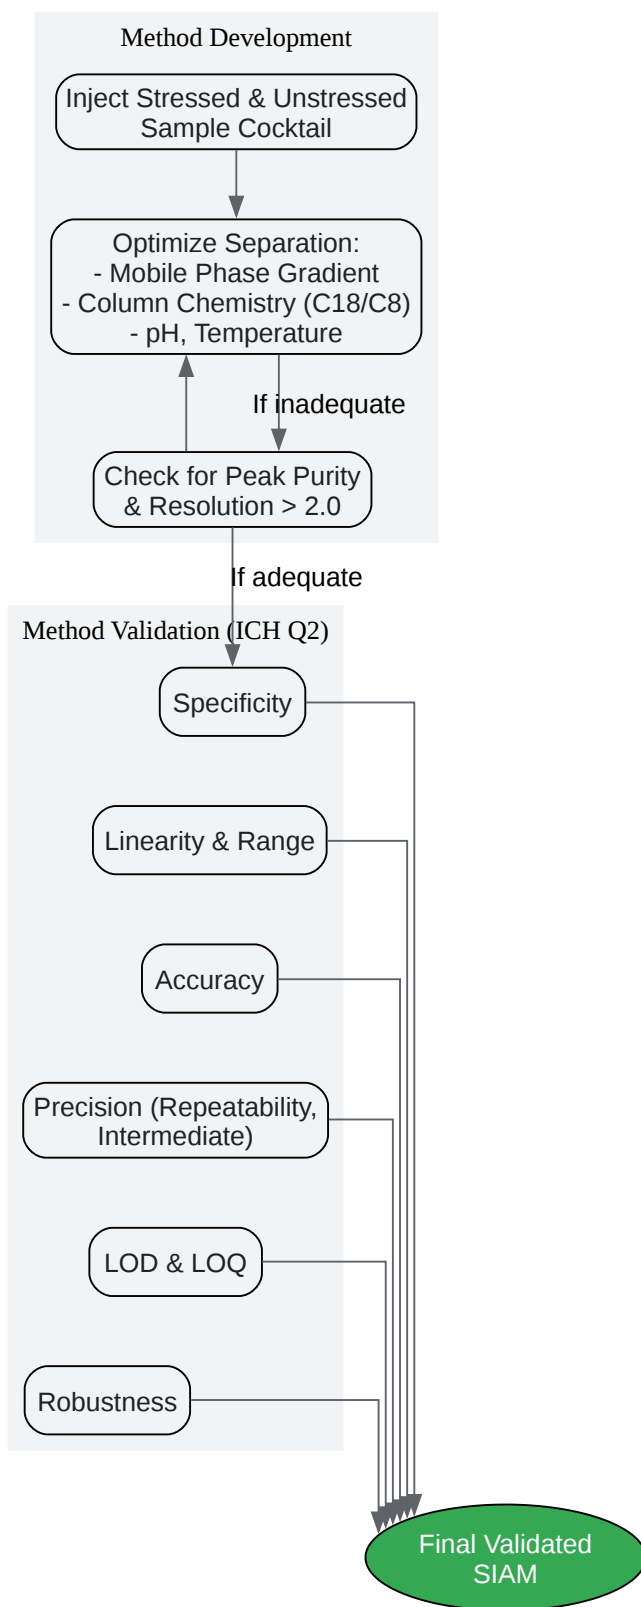 Method Development
Inject Stressed & Unstressed
Sample Cocktail
Optimize Separation:
- Mobile Phase Gradient
- Column Chemistry (C18/C8)
- pH, Temperature
If inadequate
Check for Peak Purity
& Resolution > 2.0
If adequate
Method Validation (ICH Q2)
Specificity
Linearity & Range
Accuracy
Precision (Repeatability,
Intermediate)
LOD & LOQ
Robustness
Final Validated
SIAM